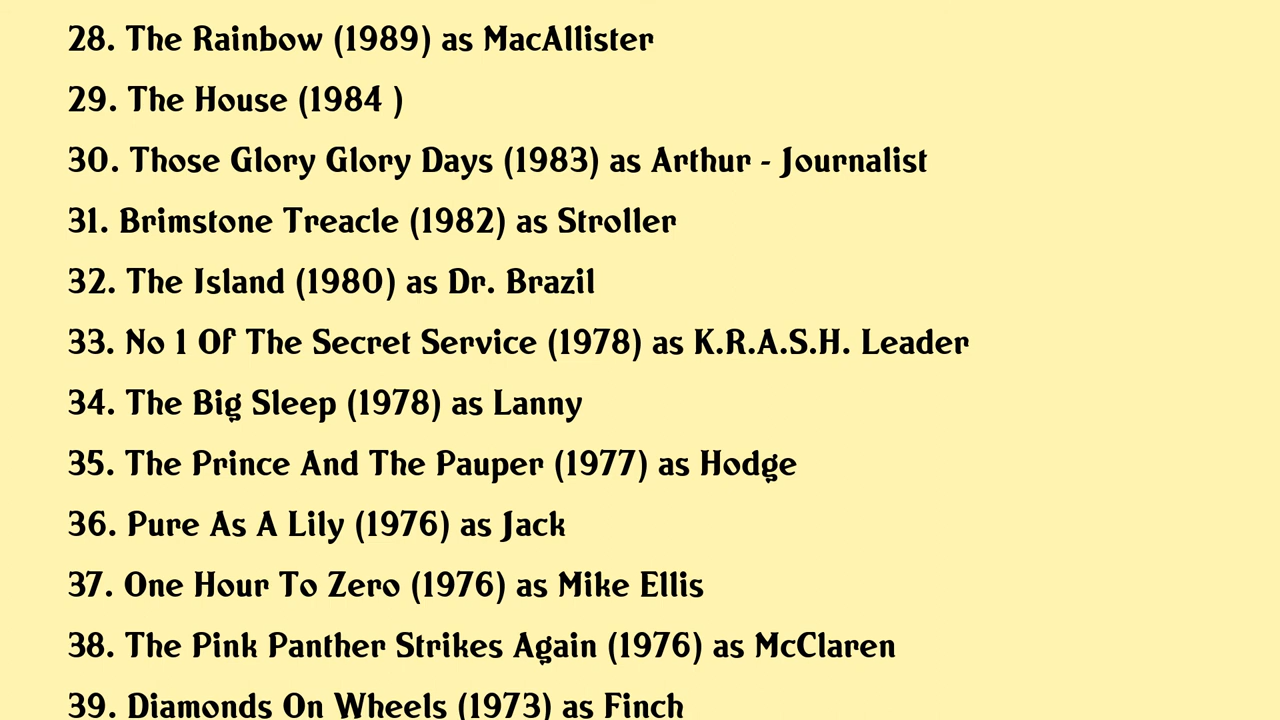 28. The Rainbow (1989) as MacAllister
29. The House (1984 )
30. Those Glory Glory Days (1983) as Arthur - Journalist
31. Brimstone Treacle (1982) as Stroller
32. The Island (1980) as Dr. Brazil
33. No 1 Of The Secret Service (1978) as K.R.A.S.H. Leader
34. The Big Sleep (1978) as Lanny
35. The Prince And The Pauper (1977) as Hodge
36. Pure As A Lily (1976) as Jack
37. One Hour To Zero (1976) as Mike Ellis
38. The Pink Panther Strikes Again (1976) as McClaren
39. Diamonds On Wheels (1973) as Finch